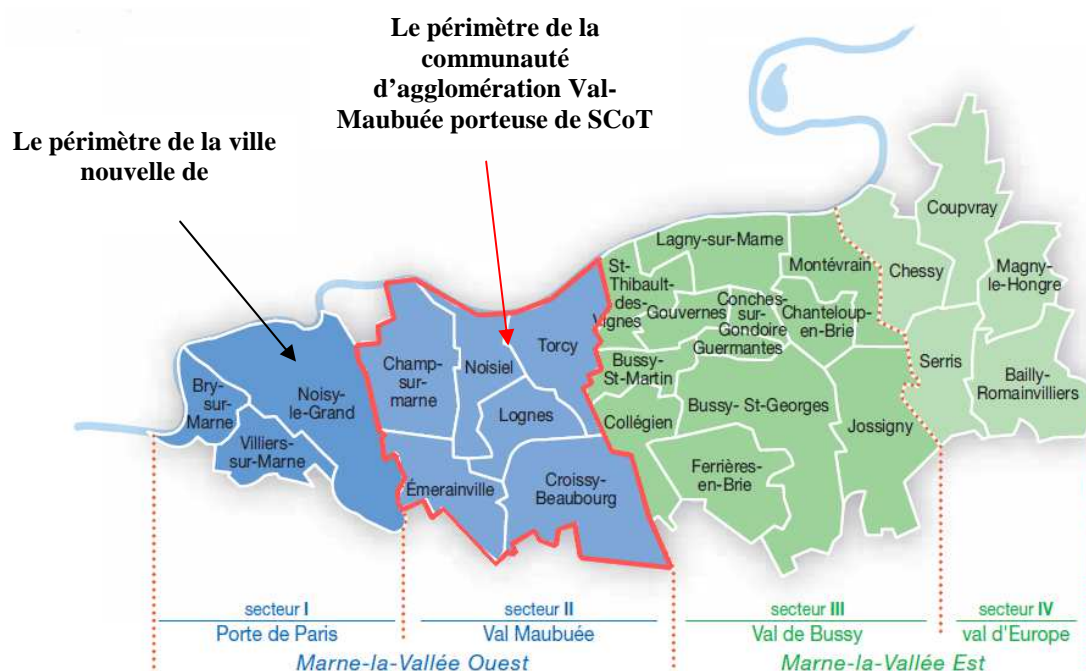 Le périmètre de la
communauté
d'agglomération Val-
Maubuée porteuse de SCoT
Le périmètre de la ville
nouvelle de
Coupvray
Lagny-sur-Marne
Montévrain
Chessy
Magny-
le-Hongre
St-
Thibault-
des-
Vignes
Gouvernes
Conches-
sur-
Gondoire
Chanteloup-
en-Brie
Guermantes
Torcy
Noisiel
Champ-
sur-
marne
Bussy-
St-Martin
Serris
Bailly-
Romainvilliers
Bry-
sur-
Marne
Noisy-
le-Grand
Lognes
Collégien
Bussy- St-Georges
Jossigny
Villiers-
sur-Marne
Ferrières-
en-Brie
Émerainville
Croissy-
Beaubourg
secteur I
Porte de Paris
secteur II
Val Maubuée
secteur III
Val de Bussy
secteur IV
val d'Europe
Marne-la-Vallée Ouest
Marne-la-Vallée Est